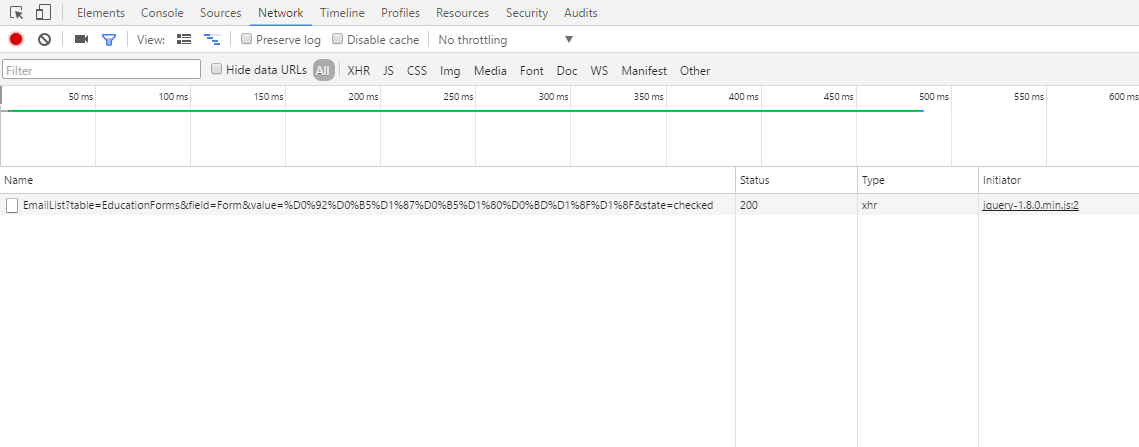 Elements Console Sources Network Timeline Profiles Resources Security Audits
View: Preserve log Disable cache No throttling
Filter Hide data URLs All XHR JS CSS Img Media Font Doc WS Manifest Other
50 ms 100 ms 150 ms 200 ms 250 ms 300 ms 350 ms 400 ms 450 ms 500 ms 550 ms 600 ms
Name Status Type Initiator
EmailList?table=EducationForms&field=Form&value=%D0%92%D0%B5%D1%87%D0%B5%D1%80%D0%BD%D1%8F%D1%8F&state=checked 200 xhr jquery-1.8.0.min.js:2